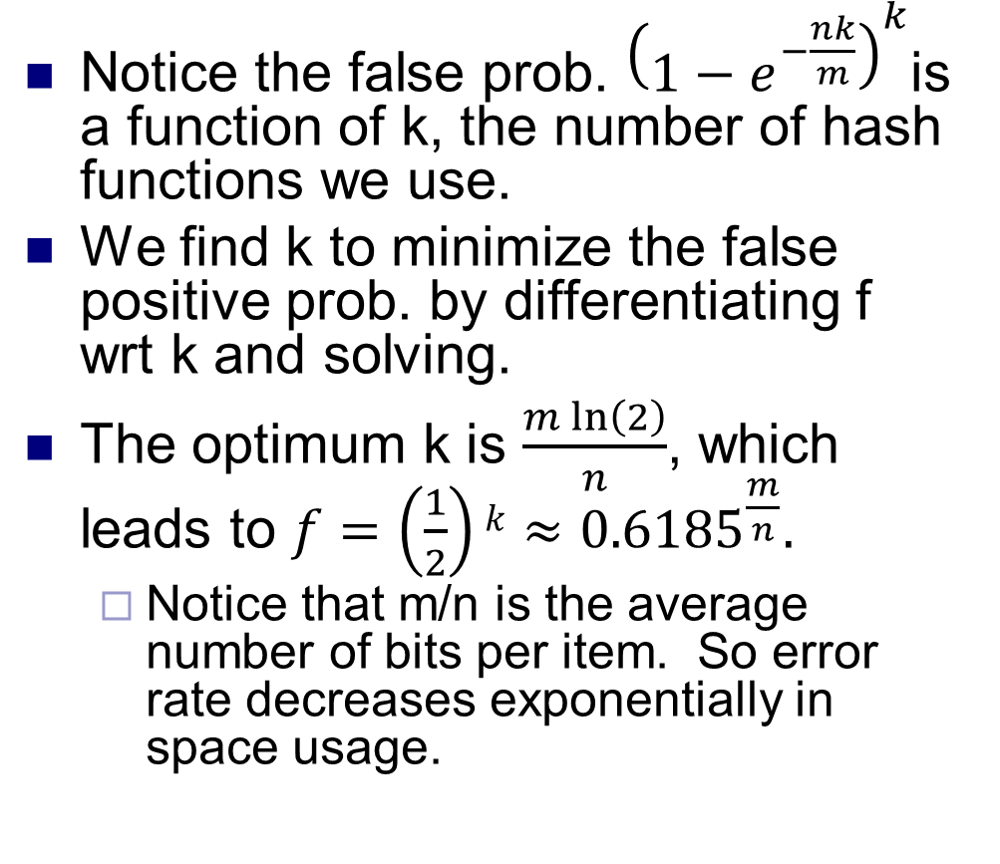 ■ Notice the false prob. $\left(1 - e^{-\frac{nk}{m}}\right)^k$ is
a function of k, the number of hash
functions we use.
■ We find k to minimize the false
positive prob. by differentiating f
wrt k and solving.
■ The optimum k is $\frac{m \ln(2)}{n}$, which
leads to $f = \left(\frac{1}{2}\right)^k \approx 0.6185^{\frac{m}{n}}$.
□ Notice that m/n is the average
number of bits per item. So error
rate decreases exponentially in
space usage.